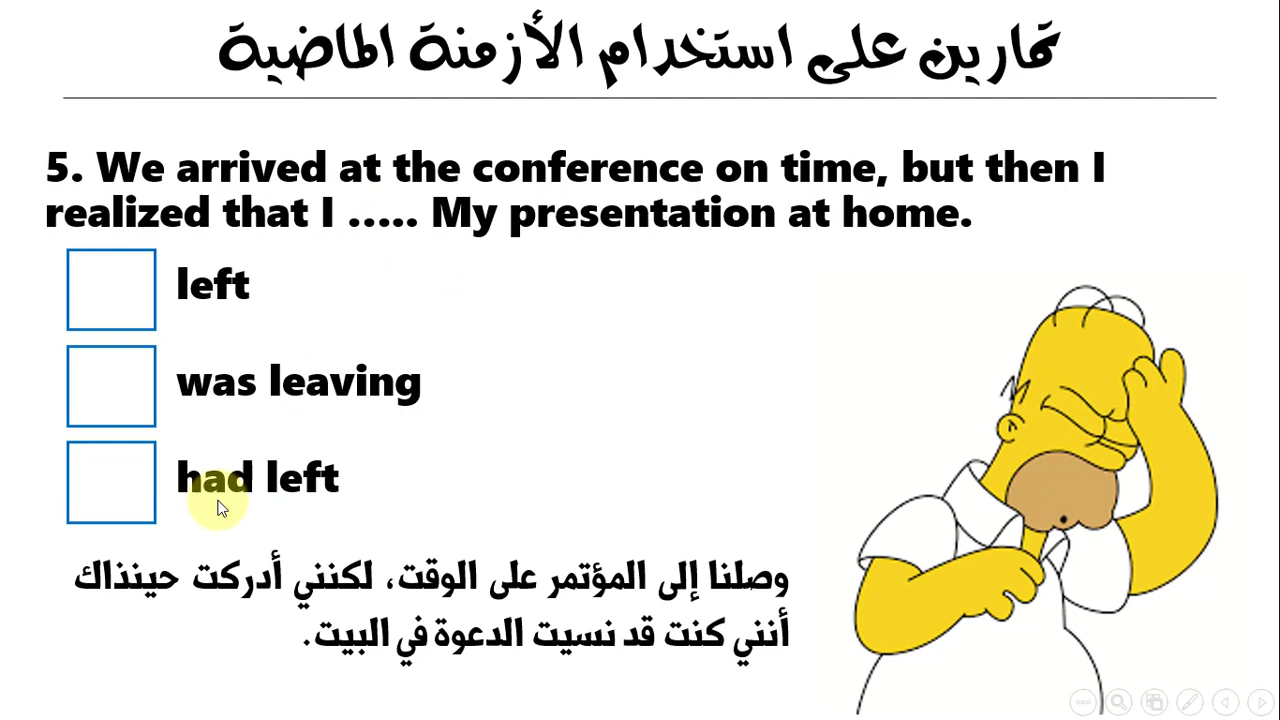 تمارين على استخدام الأزمنة الماضية
5. We arrived at the conference on time, but then I
realized that I ..... My presentation at home.
left
was leaving
had left
وصلنا إلى المؤتمر على الوقت، لكنني أدركت حينذاك
أنني كنت قد نسيت الدعوة في البيت.